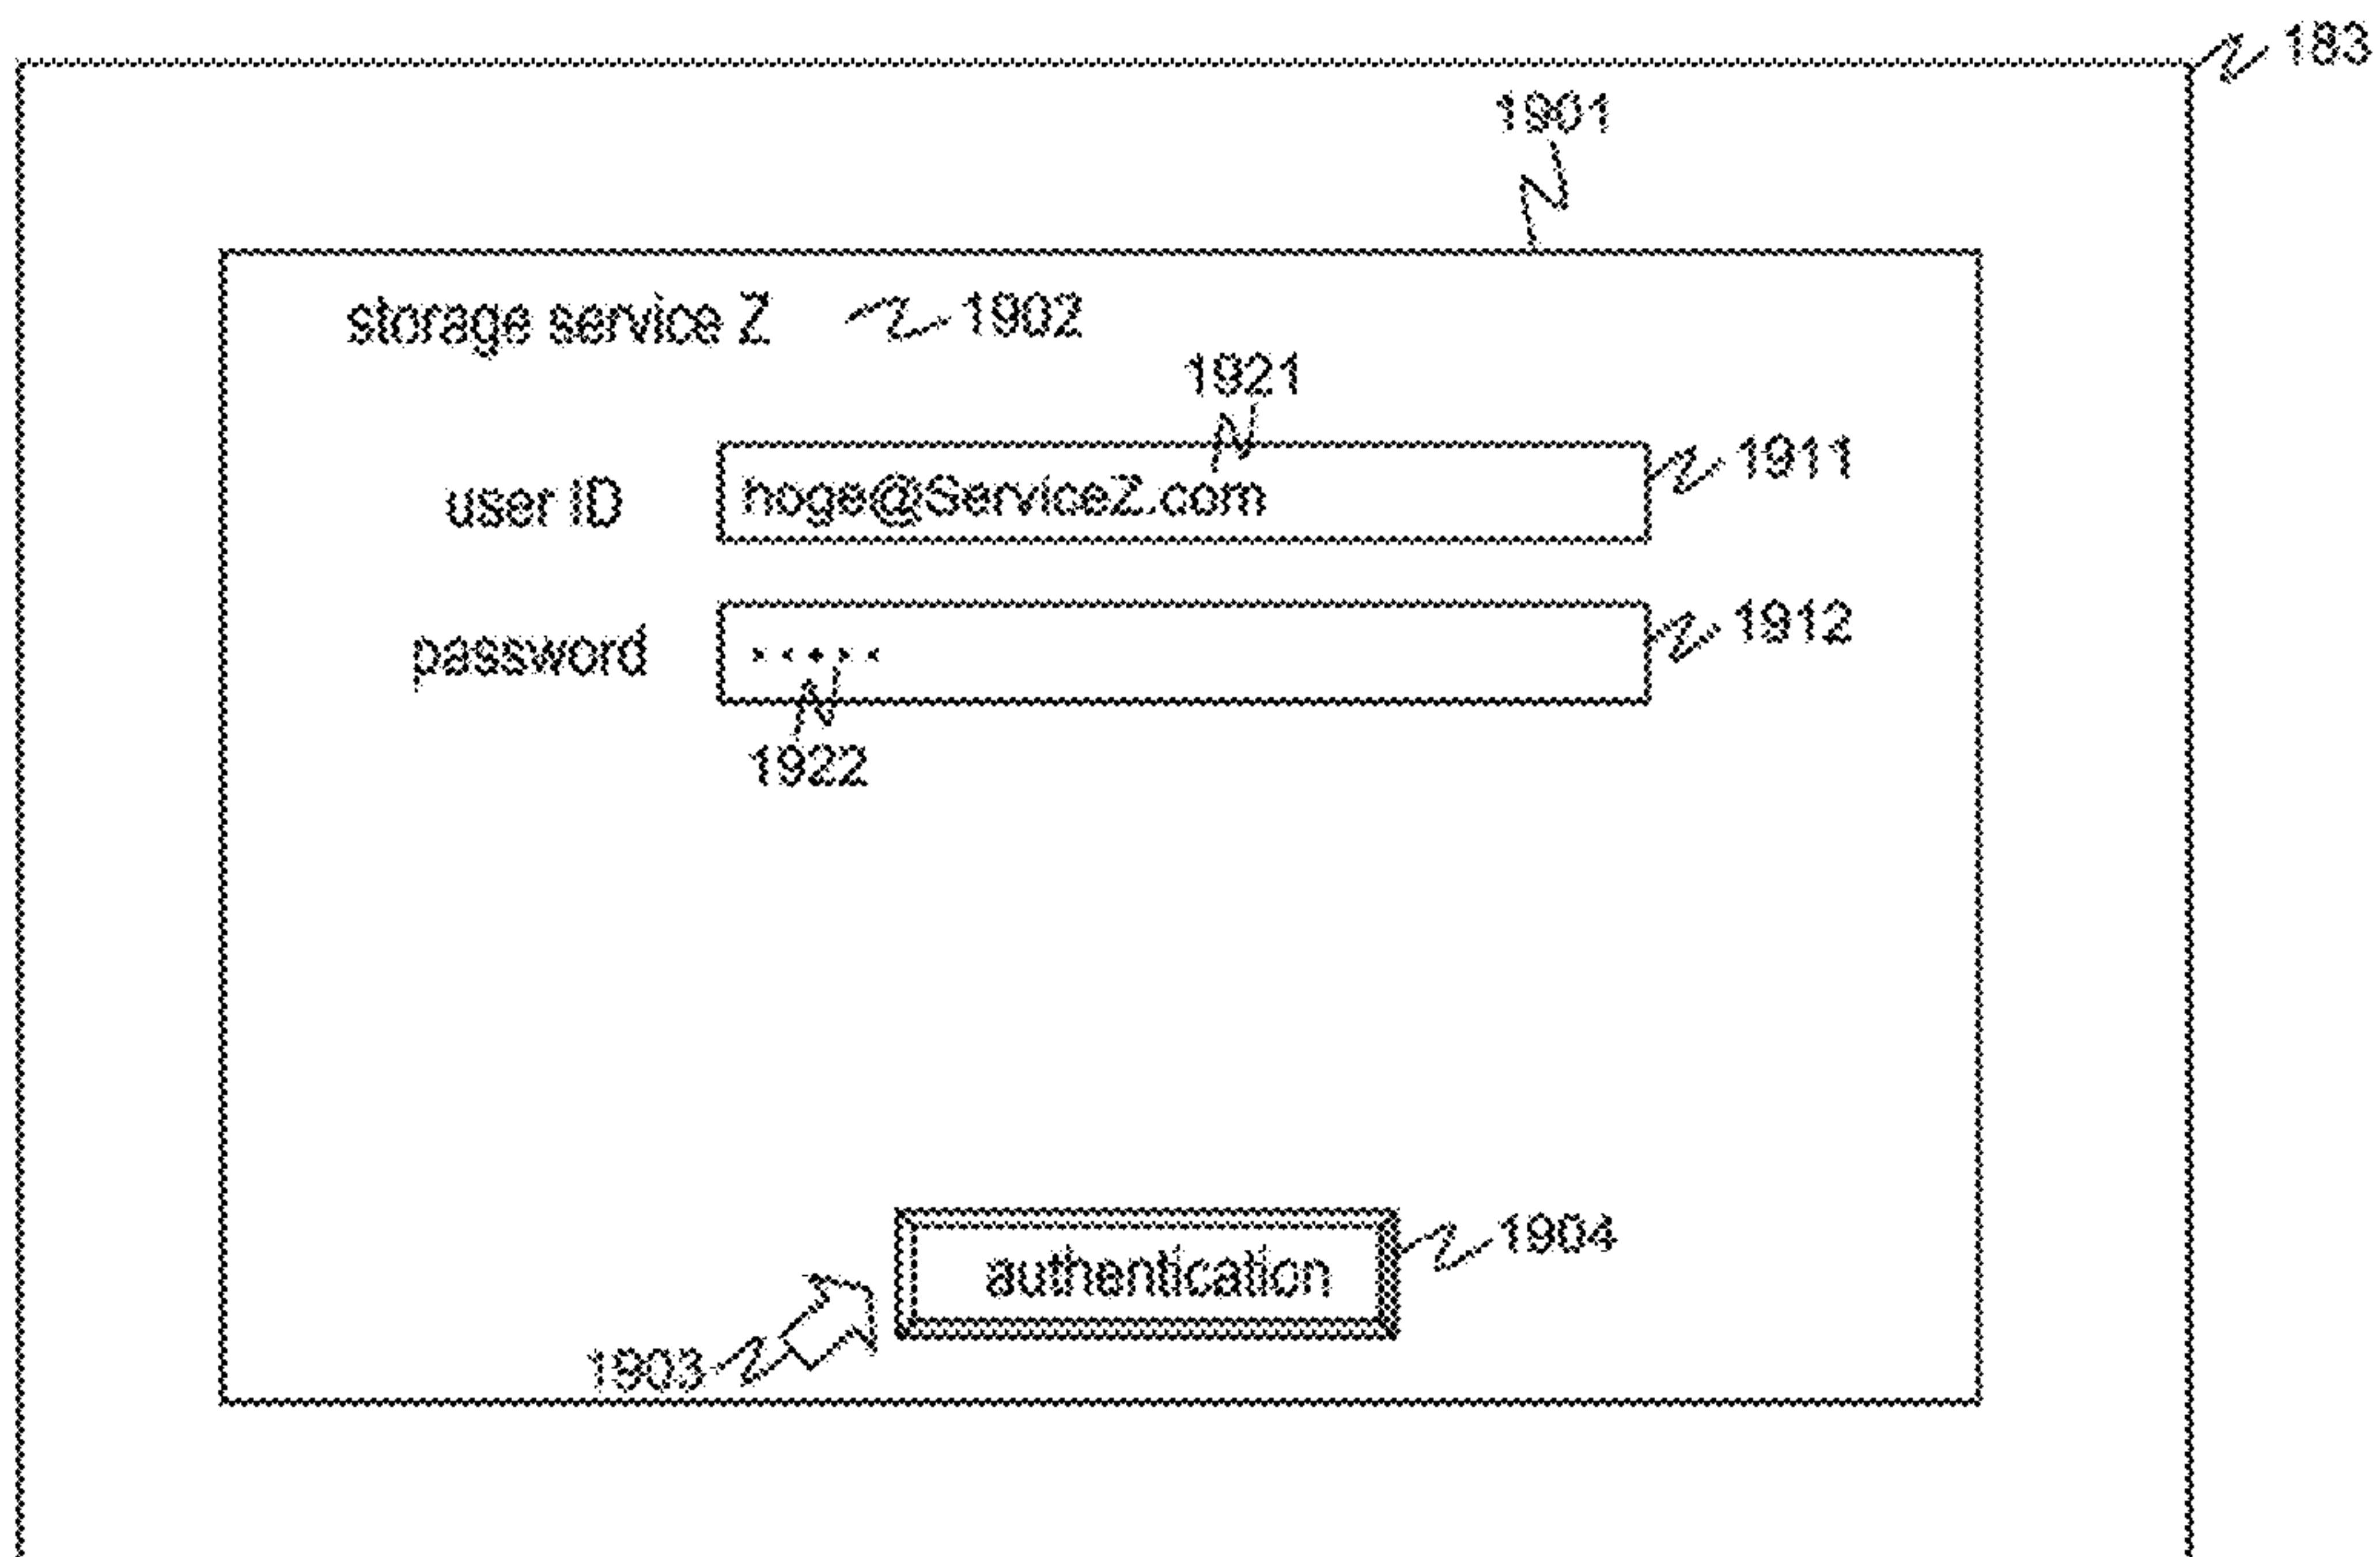 183
1901
storage service Z 1902
1921
user ID hoge@ServiceZ.com 1911
password ····· 1912
1922
authentication 1904
1903